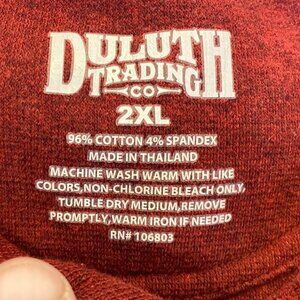 DULUTH
TRADING
CO
2XL
96% COTTON 4% SPANDEX
MADE IN THAILAND
MACHINE WASH WARM WITH LIKE
COLORS,NON-CHLORINE BLEACH ONLY,
TUMBLE DRY MEDIUM,REMOVE
PROMPTLY,WARM IRON IF NEEDED
RN# 106803